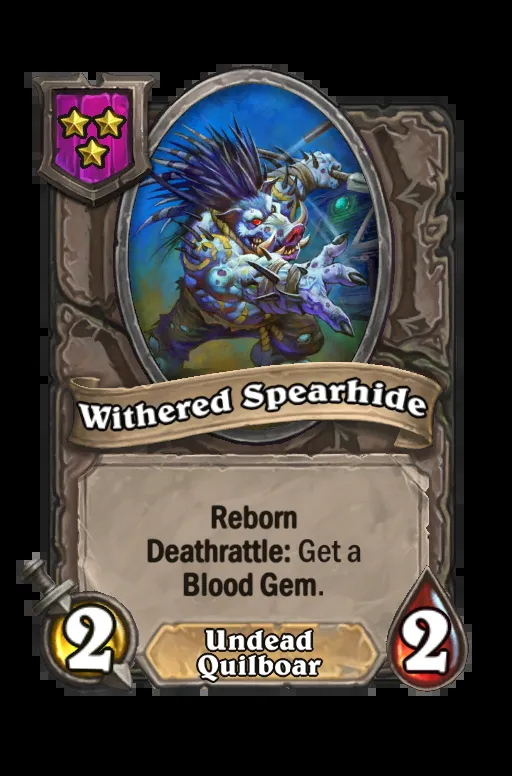 Withered Spearhide
Reborn
Deathrattle: Get a
Blood Gem.
2
Undead
Quilboar
2